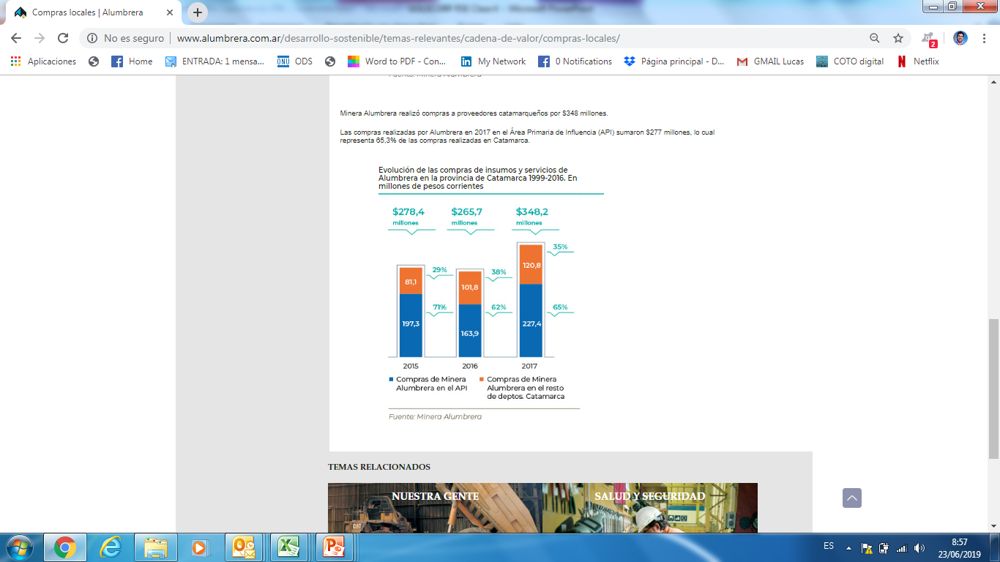 Compras locales | Alumbrera
No es seguro
www.alumbrera.com.ar/desarrollo-sostenible/temas-relevantes/cadena-de-valor/compras-locales/
2
Aplicaciones
Home
ENTRADA: 1 mensa...
ONU
ODS
Word to PDF - Con...
My Network
0 Notifications
Página principal - D...
GMAIL Lucas
COTO digital
Netflix
Fuente: Minera Alumbrera
Minera Alumbrera realizó compras a proveedores catamarqueños por $348 millones.
Las compras realizadas por Alumbrera en 2017 en el Área Primaria de Influencia (API) sumaron $277 millones, lo cual
representa 65,3% de las compras realizadas en Catamarca.
Evolución de las compras de insumos y servicios de
Alumbrera en la provincia de Catamarca 1999-2016. En
millones de pesos corrientes
$278,4 $265,7 $348,2
millones millones millones
35%
120,8
29%
38%
81,1
101,8
71% 62% 65%
197,3
227,4
163,9
2015 2016 2017
Compras de Minera
Alumbrera en el API
Compras de Minera
Alumbrera en el resto
de deptos. Catamarca
Fuente: Minera Alumbrera
TEMAS RELACIONADOS
NUESTRA GENTE
SALUD Y SEGURIDAD
CAT
ES
8:57
23/06/2019